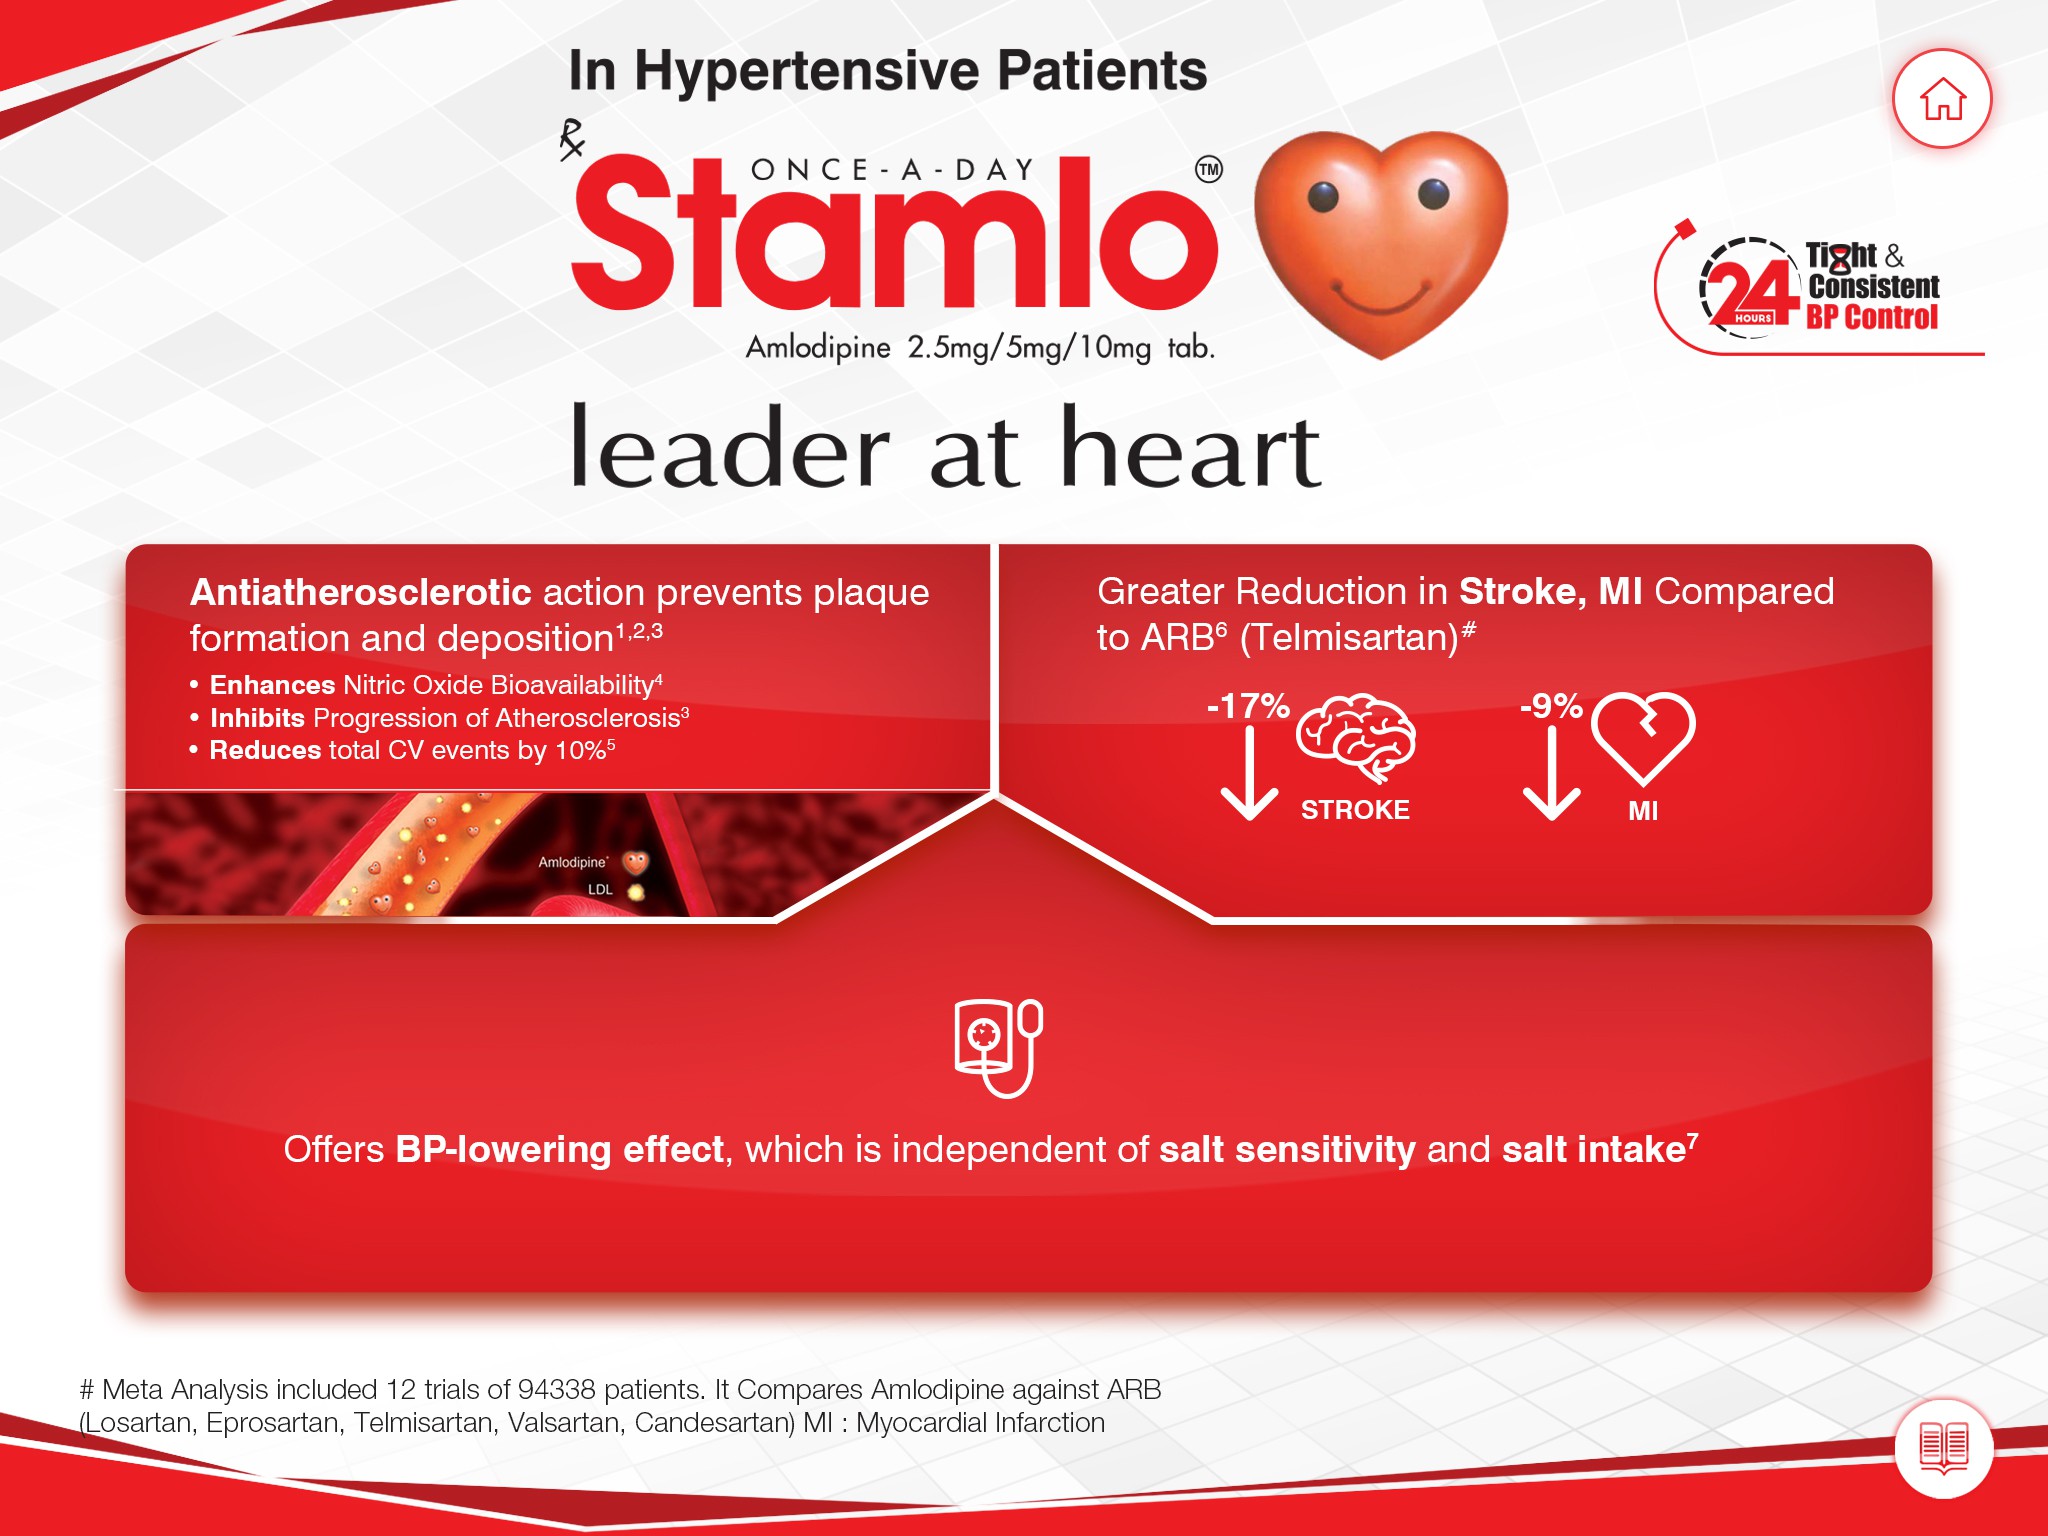 In Hypertensive Patients
℞
ONCE-A-DAY
Stamlo™
Amlodipine 2.5mg/5mg/10mg tab.
leader at heart
24 HOURS
Tight &
Consistent
BP Control
Antiatherosclerotic action prevents plaque
formation and deposition1,2,3
• Enhances Nitric Oxide Bioavailability4
• Inhibits Progression of Atherosclerosis3
• Reduces total CV events by 10%5
Amlodipine*
LDL
Greater Reduction in Stroke, MI Compared
to ARB6 (Telmisartan)#
-17%
STROKE
-9%
MI
Offers BP-lowering effect, which is independent of salt sensitivity and salt intake7
# Meta Analysis included 12 trials of 94338 patients. It Compares Amlodipine against ARB
(Losartan, Eprosartan, Telmisartan, Valsartan, Candesartan) MI : Myocardial Infarction